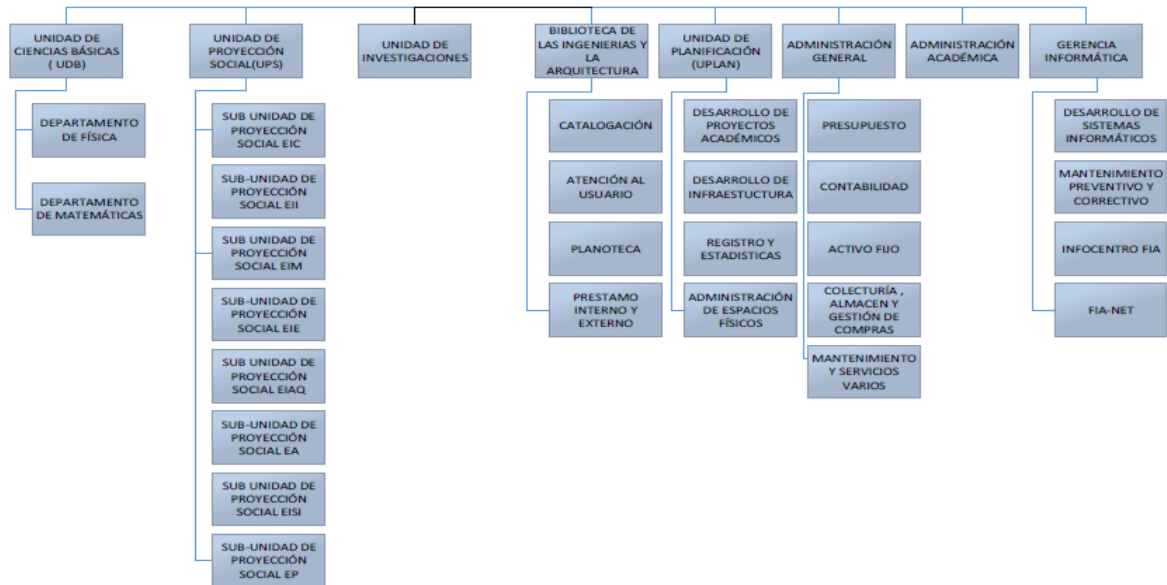 UNIDAD DE
CIENCIAS BÁSICAS
( UDB)
DEPARTAMENTO
DE FÍSICA
DEPARTAMENTO
DE MATEMÁTICAS
UNIDAD DE
PROYECCIÓN
SOCIAL(UPS)
SUB UNIDAD DE
PROYECCIÓN
SOCIAL EIC
SUB-UNIDAD DE
PROYECCIÓN
SOCIAL EII
SUB UNIDAD DE
PROYECCIÓN
SOCIAL EIM
SUB-UNIDAD DE
PROYECCIÓN
SOCIAL EIE
SUB UNIDAD DE
PROYECCIÓN
SOCIAL EIAQ
SUB-UNIDAD DE
PROYECCIÓN
SOCIAL EA
SUB UNIDAD DE
PROYECCIÓN
SOCIAL EISI
SUB-UNIDAD DE
PROYECCIÓN
SOCIAL EP
UNIDAD DE
INVESTIGACIONES
BIBLIOTECA DE
LAS INGENIERIAS Y
LA
ARQUITECTURA
CATALOGACIÓN
ATENCIÓN AL
USUARIO
PLANOTECA
PRESTAMO
INTERNO Y
EXTERNO
UNIDAD DE
PLANIFICACIÓN
(UPLAN)
DESARROLLO DE
PROYECTOS
ACADÉMICOS
DESARROLLO DE
INFRAESTUCTURA
REGISTRO Y
ESTADISTICAS
ADMINISTRACIÓN
DE ESPACIOS
FÍSICOS
ADMINISTRACIÓN
GENERAL
PRESUPUESTO
CONTABILIDAD
ACTIVO FIJO
COLECTURÍA ,
ALMACEN Y
GESTIÓN DE
COMPRAS
MANTENIMIENTO
Y SERVICIOS
VARIOS
ADMINISTRACIÓN
ACADÉMICA
GERENCIA
INFORMÁTICA
DESARROLLO DE
SISTEMAS
INFORMÁTICOS
MANTENIMIENTO
PREVENTIVO Y
CORRECTIVO
INFOCENTRO FIA
FIA-NET